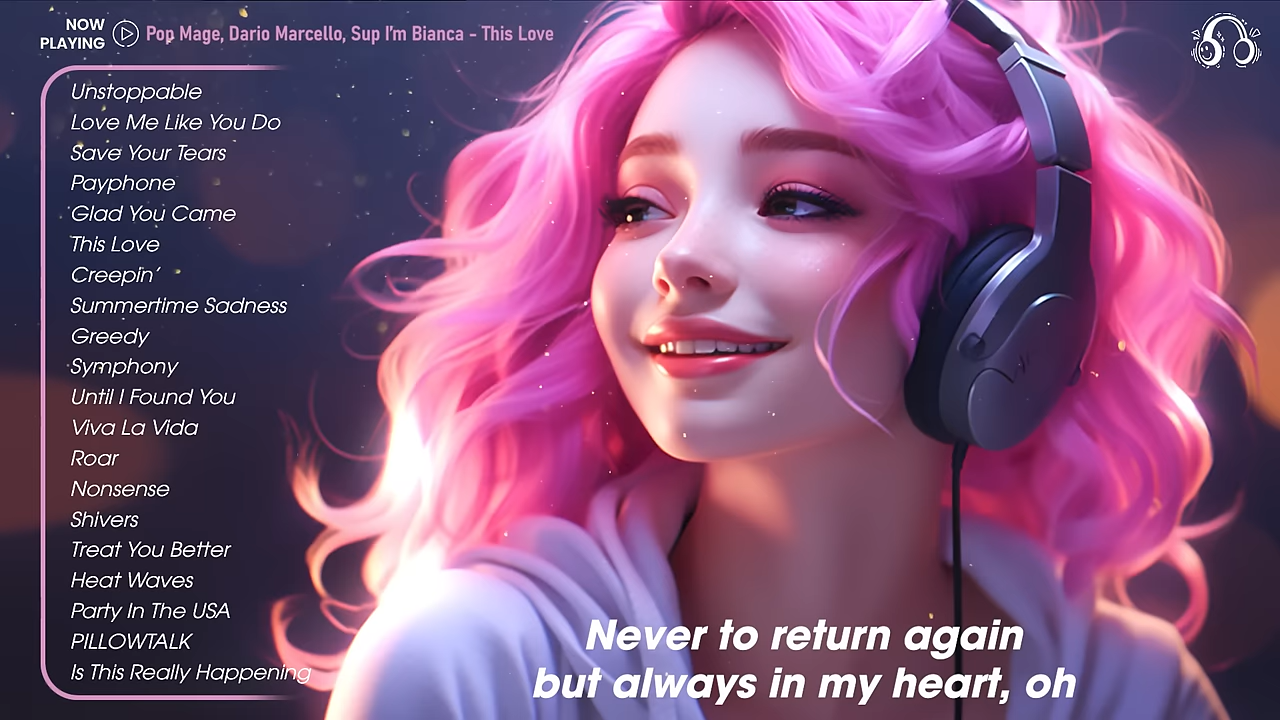 NOW
PLAYING
Pop Mage, Dario Marcello, Sup I'm Bianca - This Love
Unstoppable
Love Me Like You Do
Save Your Tears
Payphone
Glad You Came
This Love
Creepin'
Summertime Sadness
Greedy
Symphony
Until I Found You
Viva La Vida
Roar
Nonsense
Shivers
Treat You Better
Heat Waves
Party In The USA
PILLOWTALK
Is This Really Happening
Never to return again
but always in my heart, oh